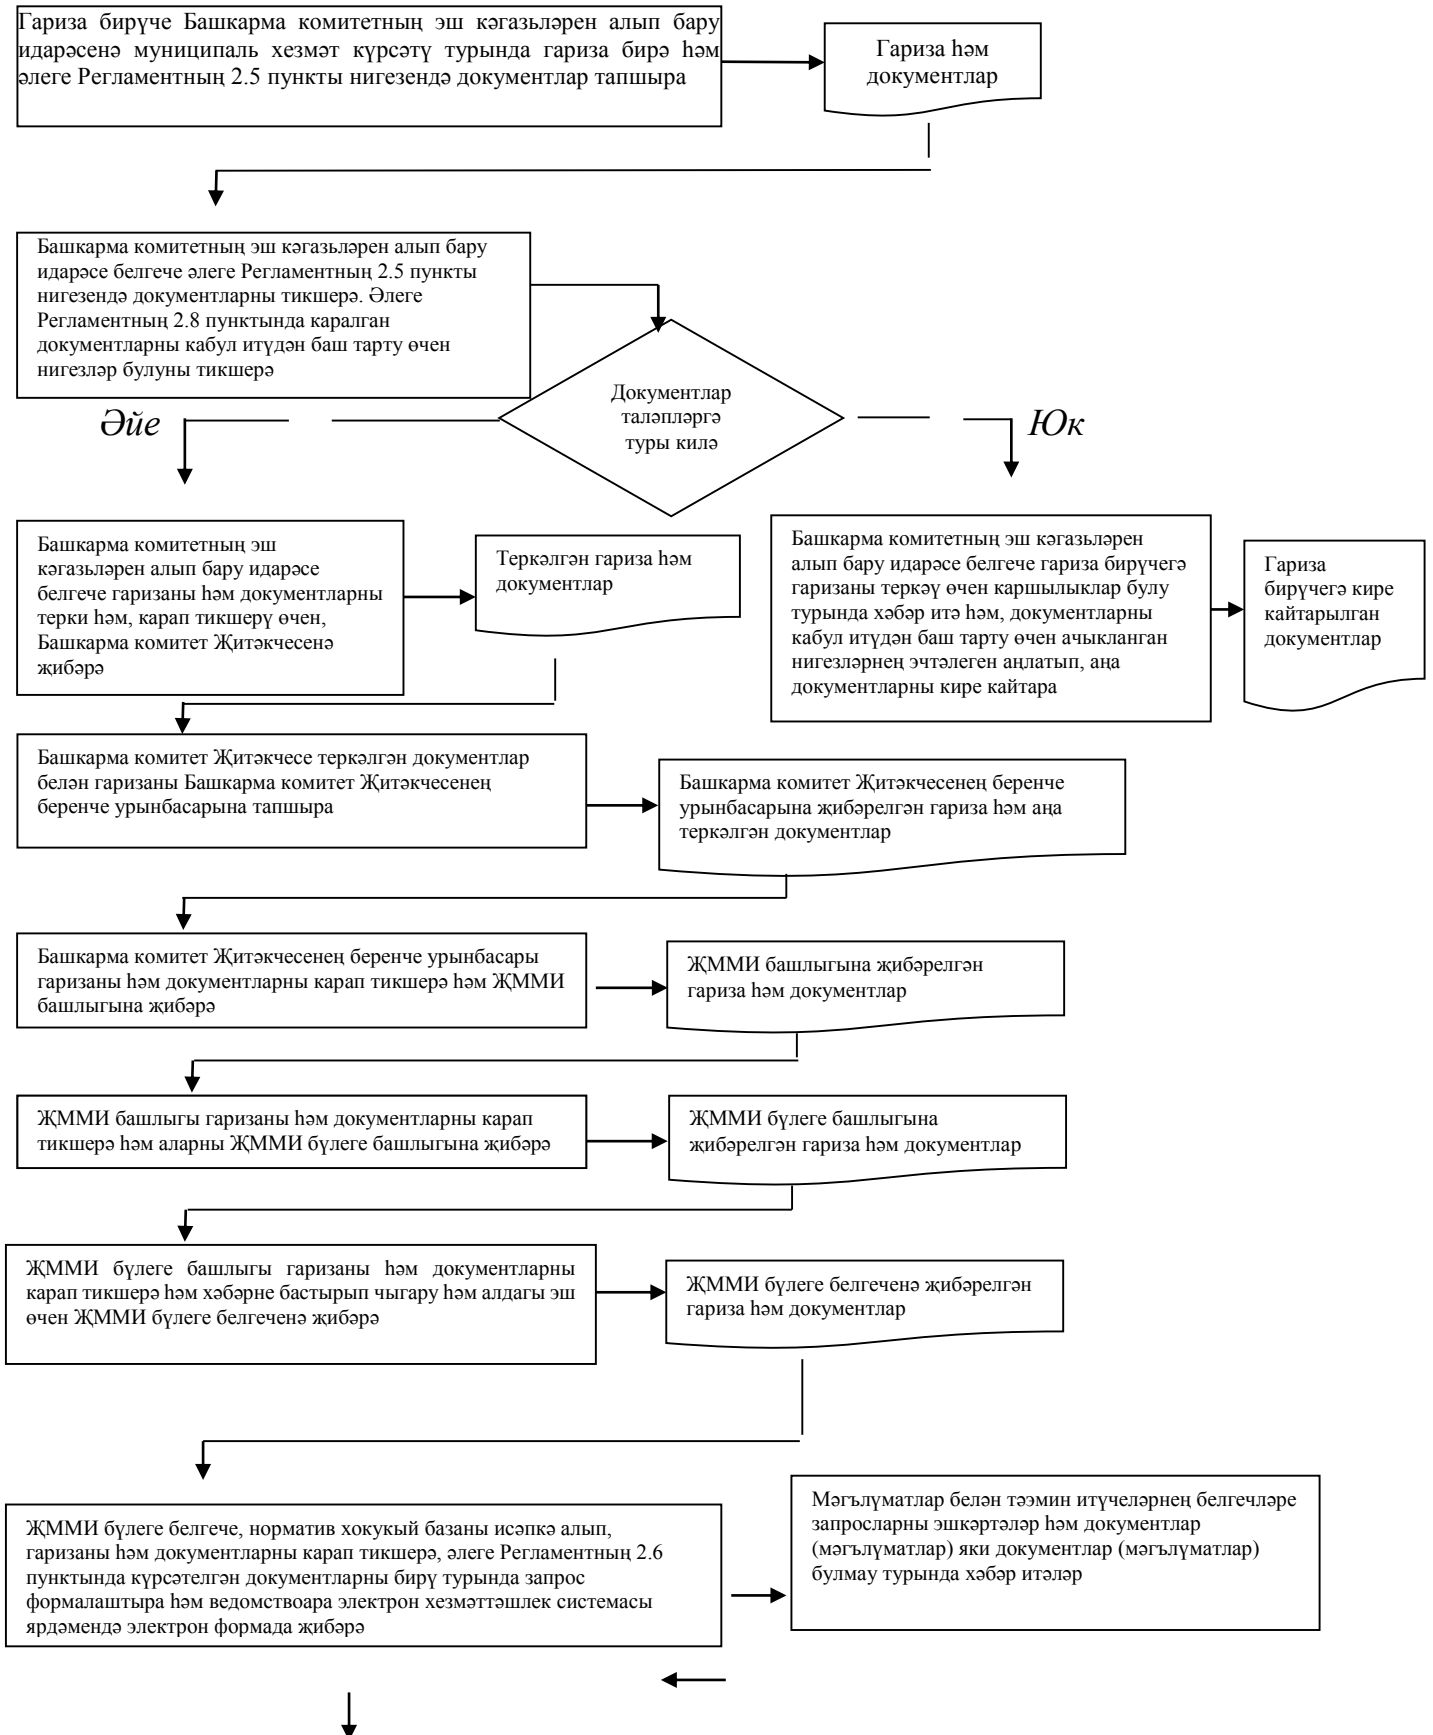 Гариза бирүче Башкарма комитетның эш кәгазьләрен алып бару
идарәсенә муниципаль хезмәт күрсәтү турында гариза бирә һәм
әлеге Регламентның 2.5 пункты нигезендә документлар тапшыра
Гариза һәм
документлар
Башкарма комитетның эш кәгазьләрен алып бару
идарәсе белгече әлеге Регламентның 2.5 пункты
нигезендә документларны тикшерә. Әлеге
Регламентның 2.8 пунктында каралган
документларны кабул итүдән баш тарту өчен
нигезләр булуны тикшерә
Документлар
таләпләргә
туры килә
Әйе
Юк
Башкарма комитетның эш
кәгазьләрен алып бару идарәсе
белгече гаризаны һәм документларны
терки һәм, карап тикшерү өчен,
Башкарма комитет Җитәкчесенә
җибәрә
Теркәлгән гариза һәм
документлар
Башкарма комитетның эш кәгазьләрен
алып бару идарәсе белгече гариза бирүчегә
гаризаны теркәү өчен каршылыклар булу
турында хәбәр итә һәм, документларны
кабул итүдән баш тарту өчен ачыкланган
нигезләрнең эчтәлеген аңлатып, аңа
документларны кире кайтара
Гариза
бирүчегә кире
кайтарылган
документлар
Башкарма комитет Җитәкчесе теркәлгән документлар
белән гаризаны Башкарма комитет Җитәкчесенең
беренче урынбасарына тапшыра
Башкарма комитет Җитәкчесенең беренче
урынбасарына җибәрелгән гариза һәм аңа
теркәлгән документлар
Башкарма комитет Җитәкчесенең беренче урынбасары
гаризаны һәм документларны карап тикшерә һәм ҖММИ
башлыгына җибәрә
ҖММИ башлыгына җибәрелгән
гариза һәм документлар
ҖММИ башлыгы гаризаны һәм документларны карап
тикшерә һәм аларны ҖММИ бүлеге башлыгына җибәрә
ҖММИ бүлеге башлыгына
җибәрелгән гариза һәм документлар
ҖММИ бүлеге башлыгы гаризаны һәм документларны
карап тикшерә һәм хәбәрне бастырып чыгару һәм алдагы эш
өчен ҖММИ бүлеге белгеченә җибәрә
ҖММИ бүлеге белгеченә җибәрелгән
гариза һәм документлар
ҖММИ бүлеге белгече, норматив хокукый базаны исәпкә алып,
гаризаны һәм документларны карап тикшерә, әлеге Регламентның 2.6
пунктында күрсәтелгән документларны бирү турында запрос
формалаштыра һәм ведомствоара электрон хезмәттәшлек системасы
ярдәмендә электрон формада җибәрә
Мәгълүматлар белән тәэмин итүчеләрнең белгечләре
запросларны эшкәртәләр һәм документлар
(мәгълүматлар) яки документлар (мәгълүматлар)
булмау турында хәбәр итәләр